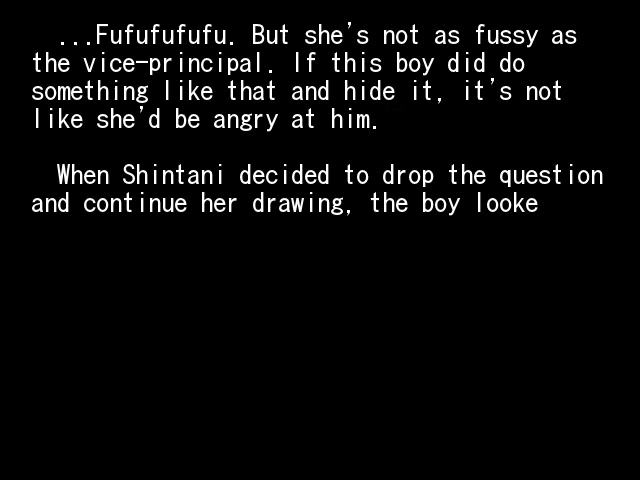 ...Fufufufufu. But she's not as fussy as
the vice-principal. If this boy did do
something like that and hide it, it's not
like she'd be angry at him.
When Shintani decided to drop the question
and continue her drawing, the boy looke